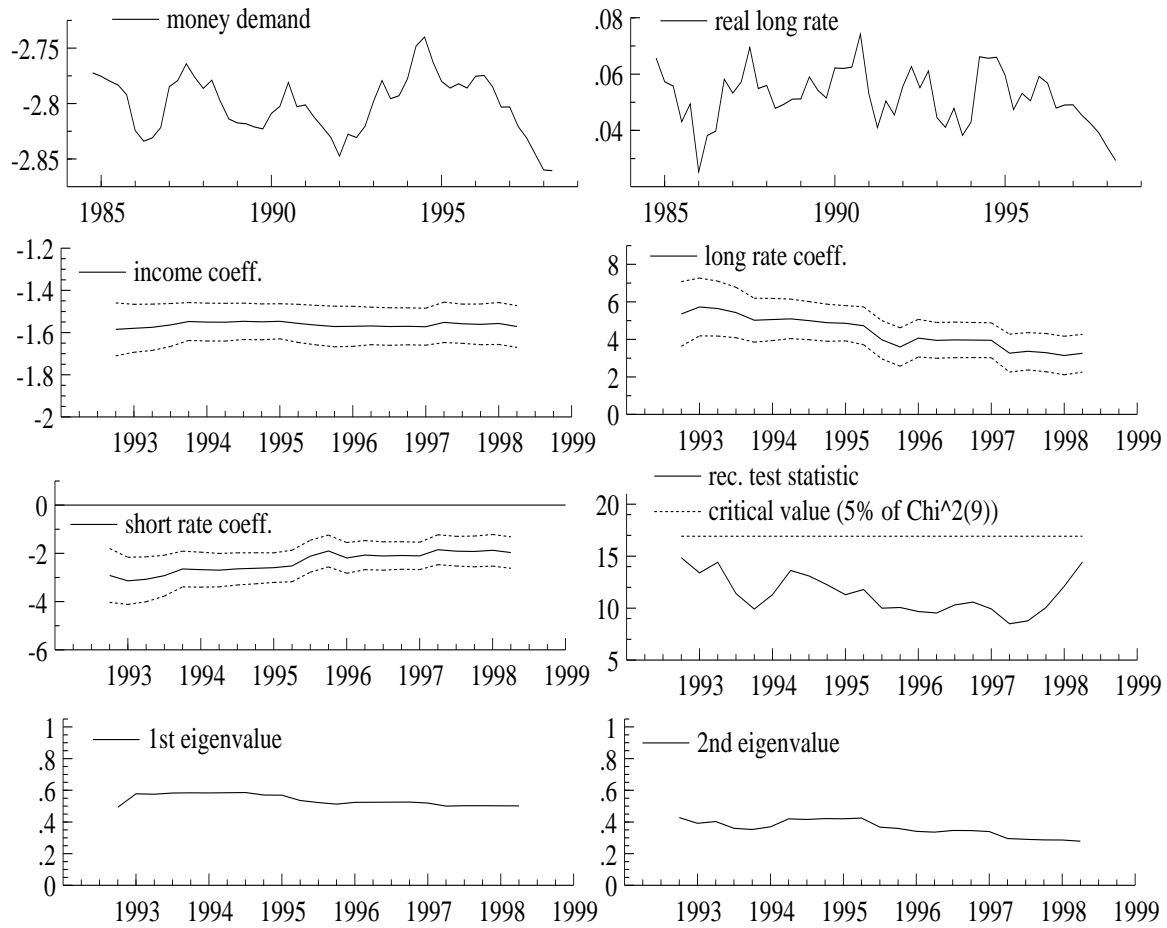 money demand
-2.75
-2.8
-2.85
1985 1990 1995
real long rate
.08
.06
.04
1985 1990 1995
income coeff.
-1.2
-1.4
-1.6
-1.8
-2
1993 1994 1995 1996 1997 1998 1999
long rate coeff.
8
6
4
2
0
1993 1994 1995 1996 1997 1998 1999
short rate coeff.
0
-2
-4
-6
1993 1994 1995 1996 1997 1998 1999
rec. test statistic
critical value (5% of Chi^2(9))
20
15
10
5
1993 1994 1995 1996 1997 1998 1999
1st eigenvalue
1
.8
.6
.4
.2
0
1993 1994 1995 1996 1997 1998 1999
2nd eigenvalue
1
.8
.6
.4
.2
0
1993 1994 1995 1996 1997 1998 1999